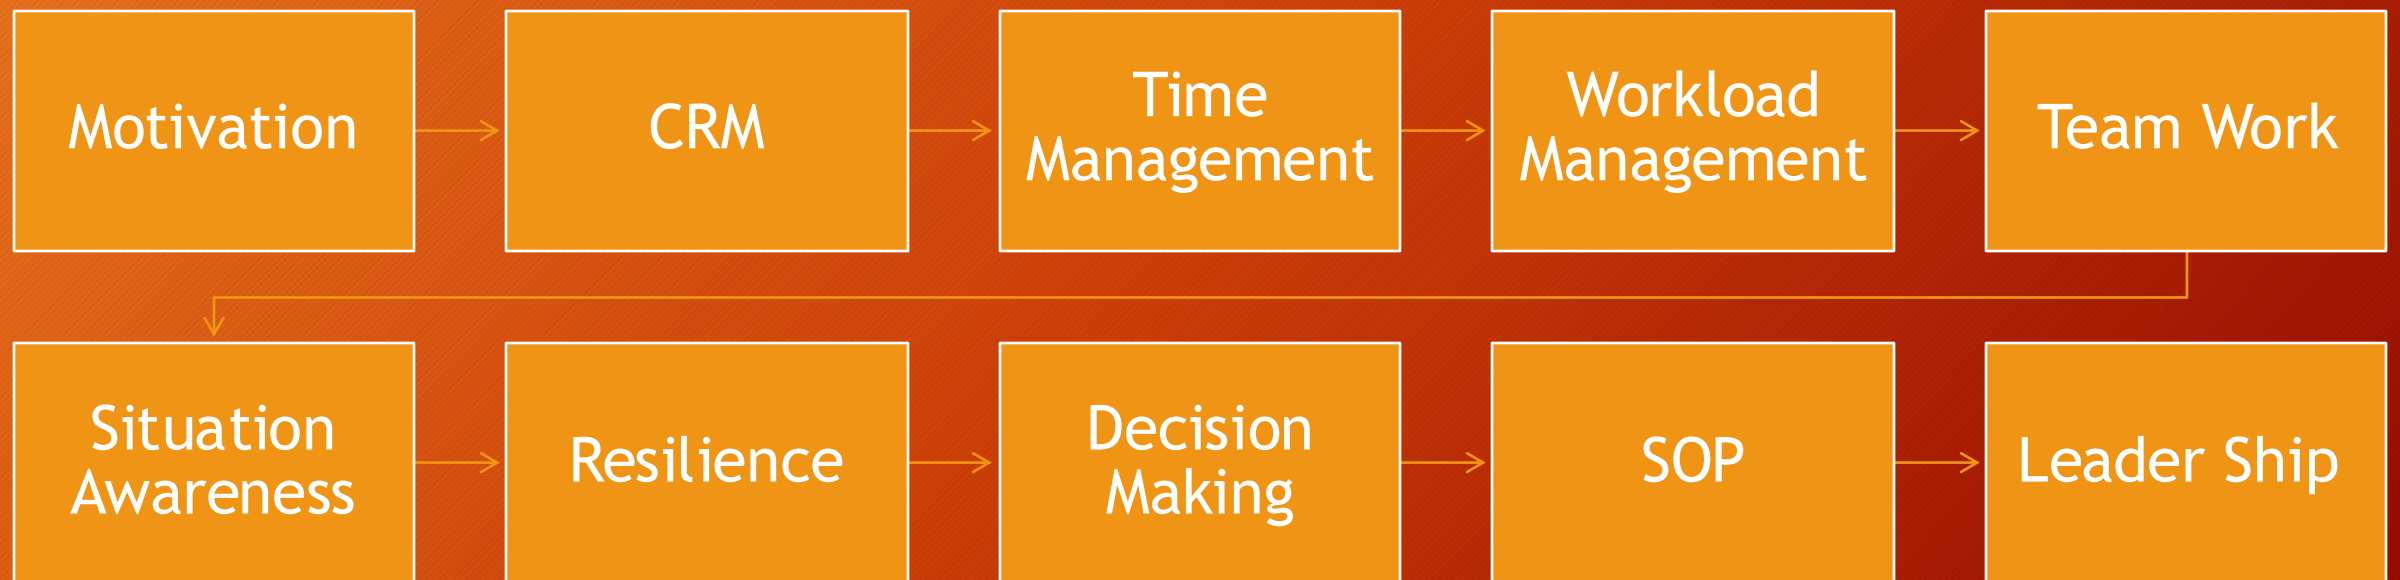 Motivation
CRM
Time
Management
Workload
Management
Team Work
Situation
Awareness
Resilience
Decision
Making
SOP
Leader Ship